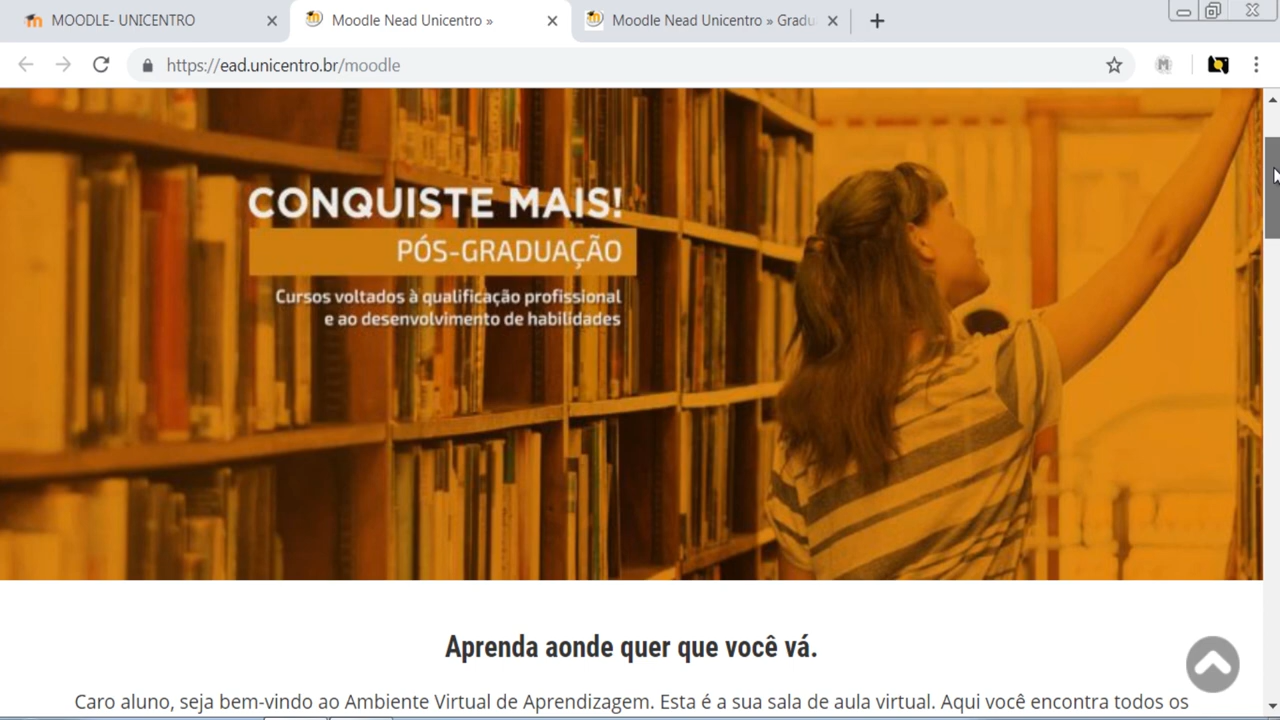 MOODLE- UNICENTRO
Moodle Nead Unicentro »
Moodle Nead Unicentro » Gradu
https://ead.unicentro.br/moodle
CONQUISTE MAIS!
PÓS-GRADUAÇÃO
Cursos voltados à qualificação profissional
e ao desenvolvimento de habilidades
Aprenda aonde quer que você vá.
Caro aluno, seja bem-vindo ao Ambiente Virtual de Aprendizagem. Esta é a sua sala de aula virtual. Aqui você encontra todos os